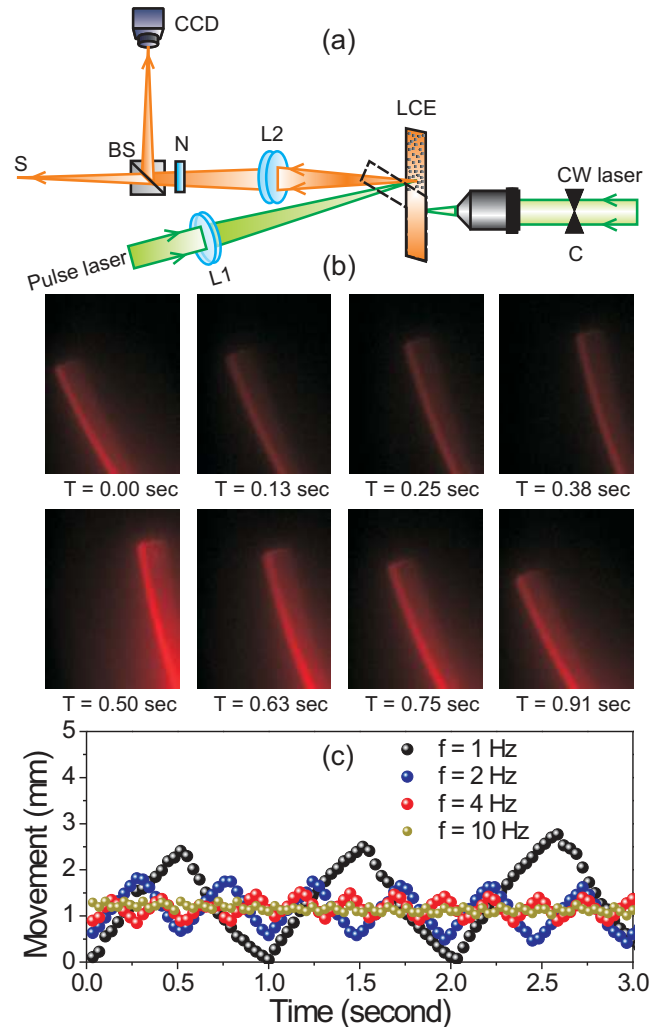 CCD
(a)
LCE
BS
N
L2
S
CW laser
C
Pulse laser
L1
(b)
T = 0.00 sec
T = 0.13 sec
T = 0.25 sec
T = 0.38 sec
T = 0.50 sec
T = 0.63 sec
T = 0.75 sec
T = 0.91 sec
(c)
f = 1 Hz
f = 2 Hz
f = 4 Hz
f = 10 Hz
Movement (mm)
5
4
3
2
1
0
0.0
0.5
1.0
1.5
2.0
2.5
3.0
Time (second)